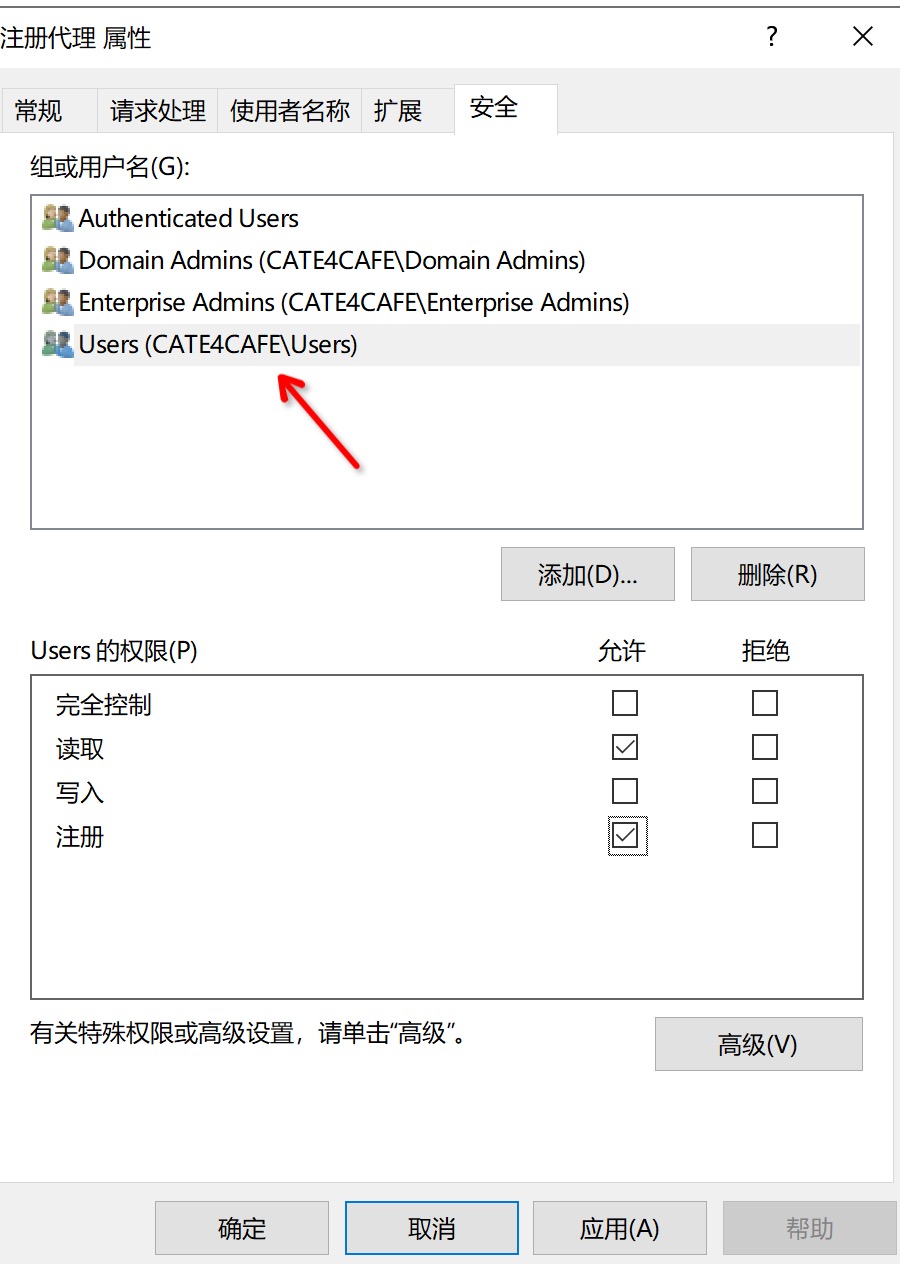 注册代理 属性
?
常规 请求处理 使用者名称 扩展 安全
组或用户名(G):
Authenticated Users
Domain Admins (CATE4CAFE\Domain Admins)
Enterprise Admins (CATE4CAFE\Enterprise Admins)
Users (CATE4CAFE\Users)
添加(D)... 删除(R)
Users 的权限(P) 允许 拒绝
完全控制
读取
写入
注册
有关特殊权限或高级设置，请单击“高级”。
高级(V)
确定 取消 应用(A) 帮助